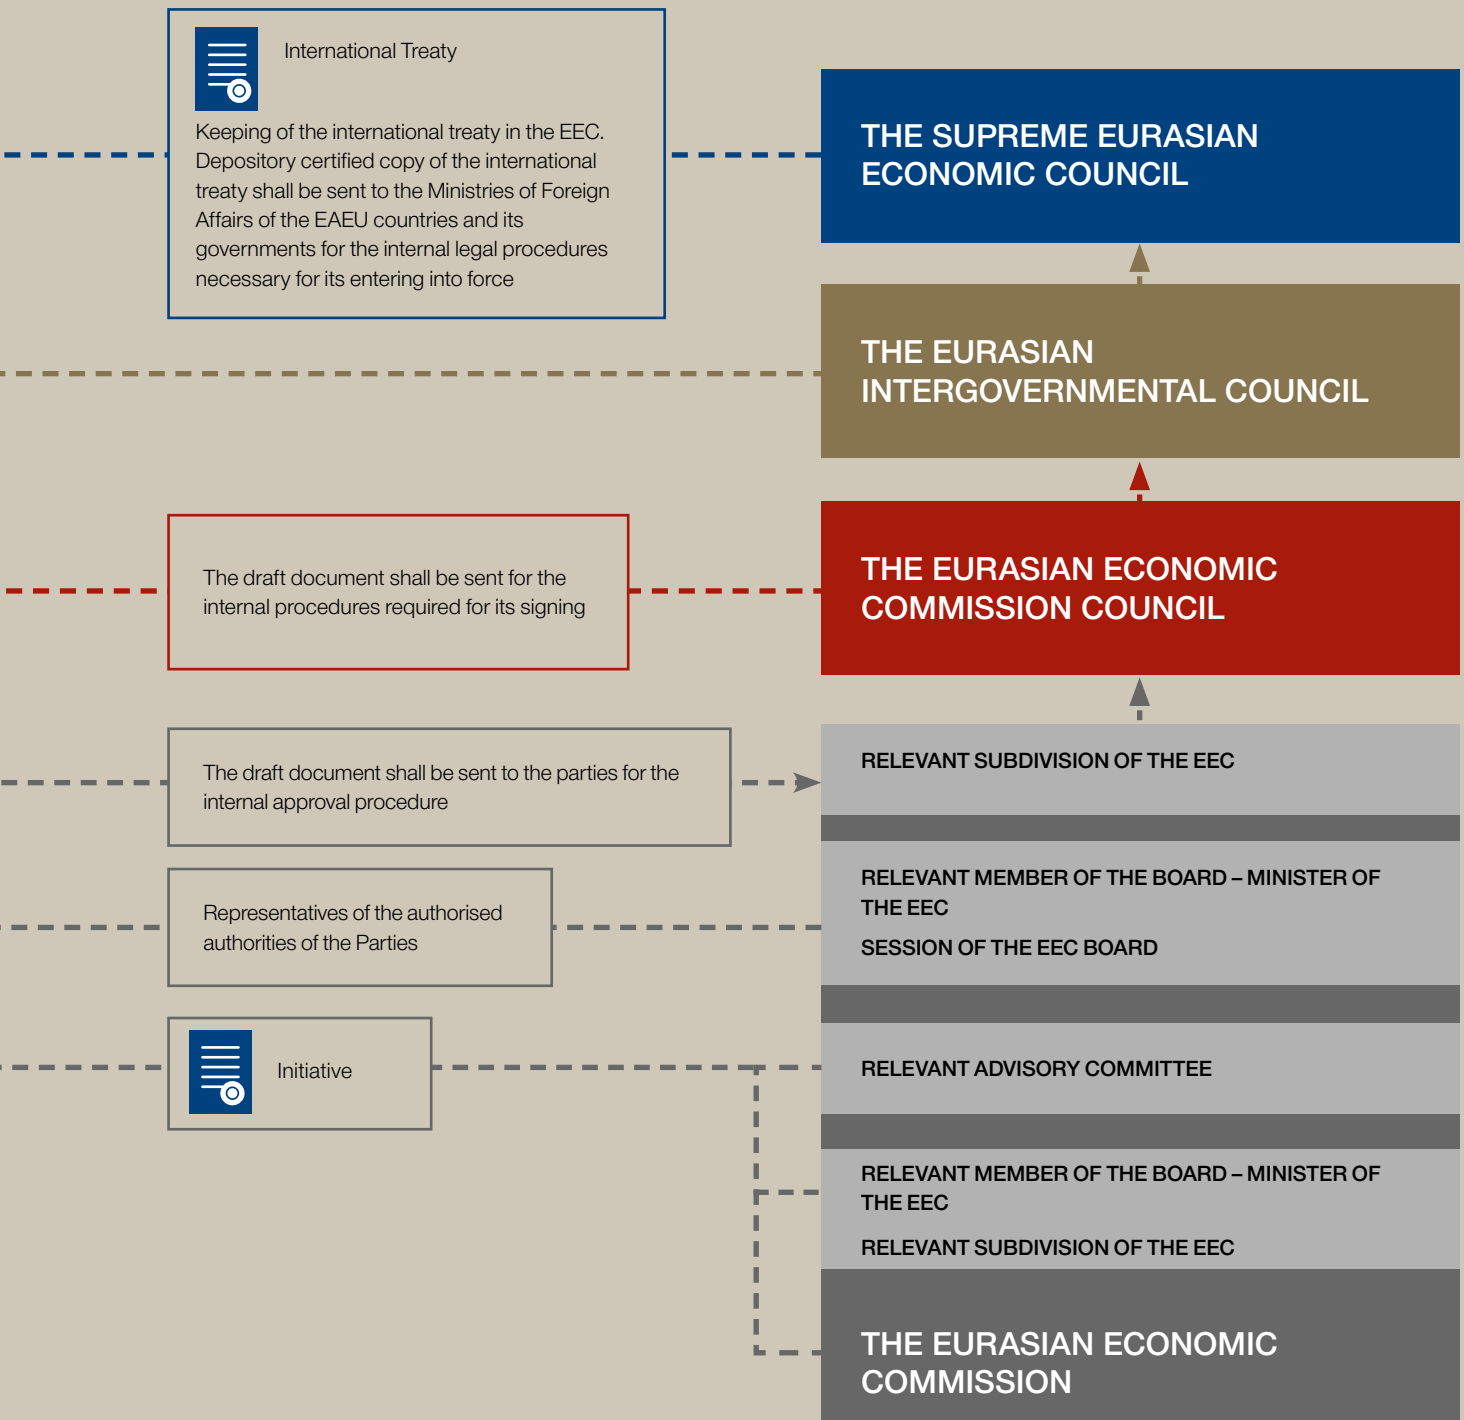 International Treaty
Keeping of the international treaty in the EEC.
Depository certified copy of the international
treaty shall be sent to the Ministries of Foreign
Affairs of the EAEU countries and its
governments for the internal legal procedures
necessary for its entering into force
THE SUPREME EURASIAN
ECONOMIC COUNCIL
THE EURASIAN
INTERGOVERNMENTAL COUNCIL
The draft document shall be sent for the
internal procedures required for its signing
THE EURASIAN ECONOMIC
COMMISSION COUNCIL
The draft document shall be sent to the parties for the
internal approval procedure
RELEVANT SUBDIVISION OF THE EEC
Representatives of the authorised
authorities of the Parties
RELEVANT MEMBER OF THE BOARD – MINISTER OF
THE EEC
SESSION OF THE EEC BOARD
Initiative
RELEVANT ADVISORY COMMITTEE
RELEVANT MEMBER OF THE BOARD – MINISTER OF
THE EEC
RELEVANT SUBDIVISION OF THE EEC
THE EURASIAN ECONOMIC
COMMISSION